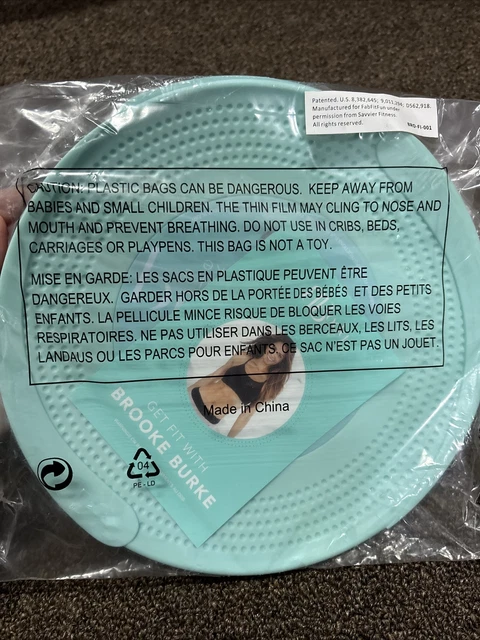 Patented. U.S. 8,382,645; 9,011,294; D562,918.
Manufactured for FabFitFun under
permission from Savvier Fitness.
All rights reserved.
BRO-FI-001
CAUTION: PLASTIC BAGS CAN BE DANGEROUS. KEEP AWAY FROM
BABIES AND SMALL CHILDREN. THE THIN FILM MAY CLING TO NOSE AND
MOUTH AND PREVENT BREATHING. DO NOT USE IN CRIBS, BEDS,
CARRIAGES OR PLAYPENS. THIS BAG IS NOT A TOY.
MISE EN GARDE: LES SACS EN PLASTIQUE PEUVENT ÊTRE
DANGEREUX. GARDER HORS DE LA PORTÉE DES BÉBÉS ET DES PETITS
ENFANTS. LA PELLICULE MINCE RISQUE DE BLOQUER LES VOIES
RESPIRATOIRES. NE PAS UTILISER DANS LES BERCEAUX, LES LITS, LES
LANDAUS OU LES PARCS POUR ENFANTS. CE SAC N'EST PAS UN JOUET.
Made in China
GET FIT WITH
BROOKE BURKE
04
PE-LD